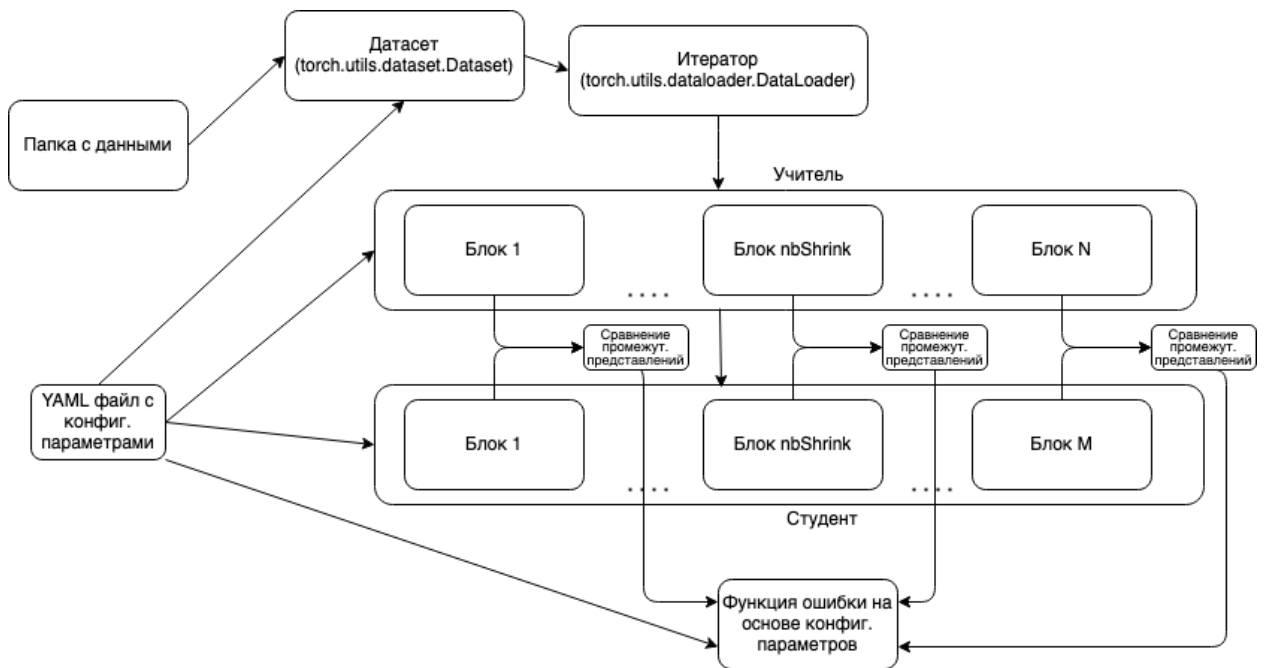 Датасет
(torch.utils.dataset.Dataset)
Итератор
(torch.utils.dataloader.DataLoader)
Папка с данными
Учитель
Блок 1
Блок nbShrink
Блок N
. . . .
. . . .
Сравнение
промежут.
представлений
Сравнение
промежут.
представлений
Сравнение
промежут.
представлений
YAML файл с
конфиг.
параметрами
Блок 1
Блок nbShrink
Блок M
. . . .
. . . .
Студент
Функция ошибки на
основе конфиг.
параметров